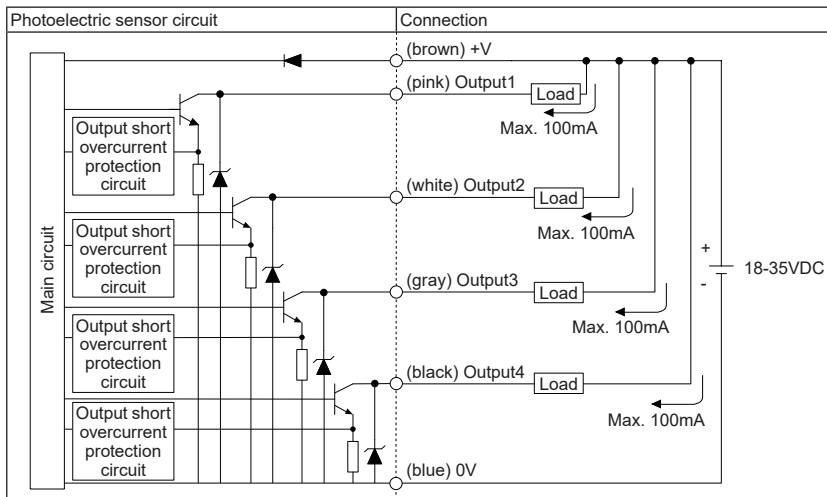 Photoelectric sensor circuit
Connection
(brown) +V
(pink) Output1
Load
Max. 100mA
Output short
overcurrent
protection
circuit
(white) Output2
Load
Max. 100mA
Output short
overcurrent
protection
circuit
Main circuit
+
-
18-35VDC
(gray) Output3
Load
Max. 100mA
Output short
overcurrent
protection
circuit
(black) Output4
Load
Max. 100mA
Output short
overcurrent
protection
circuit
(blue) 0V